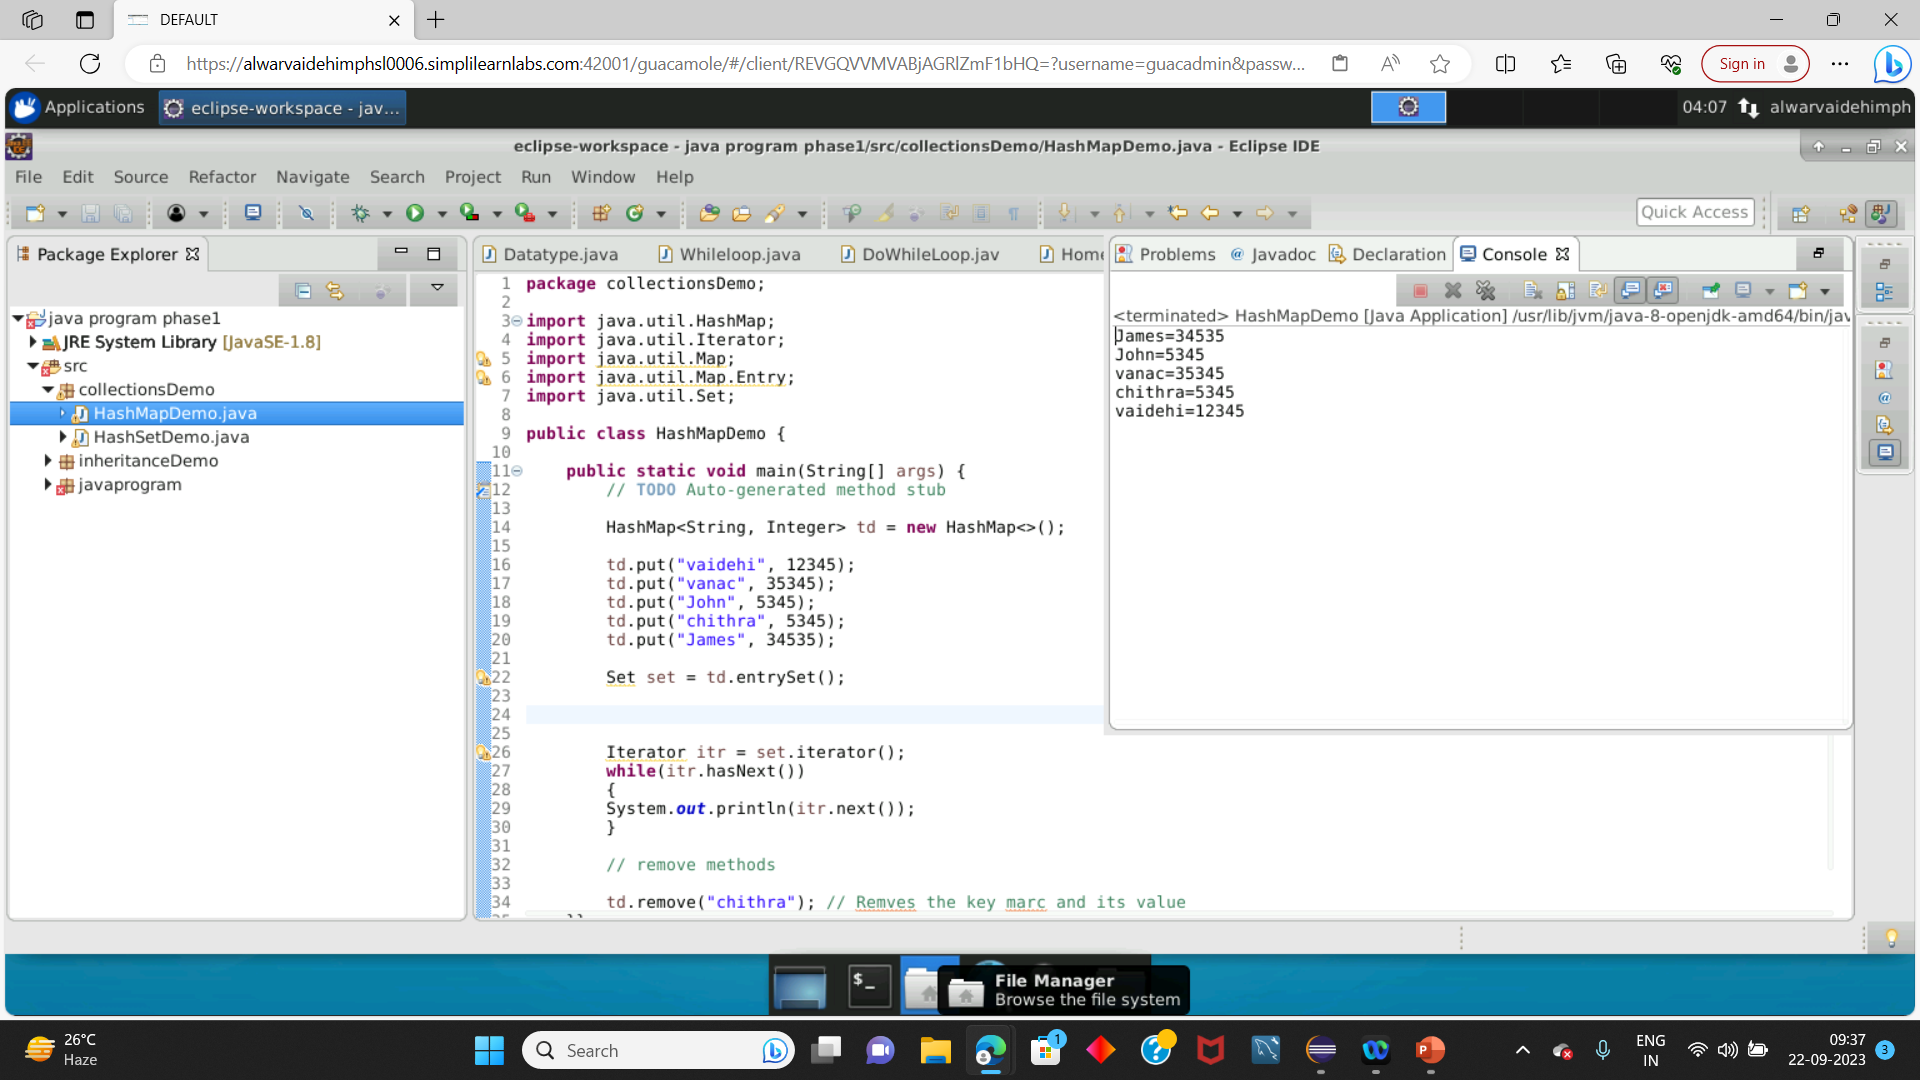 DEFAULT
https://alwarvaidehimphsl0006.simplilearnlabs.com:42001/guacamole/#/client/REVGQVVMVABjAGRlZmF1bHQ=?username=guacadmin&passw...
Sign in
Applications
eclipse-workspace - jav...
04:07
alwarvaidehimph
eclipse-workspace - java program phase1/src/collectionsDemo/HashMapDemo.java - Eclipse IDE
File Edit Source Refactor Navigate Search Project Run Window Help
Quick Access
Package Explorer
java program phase1
JRE System Library [JavaSE-1.8]
src
collectionsDemo
HashMapDemo.java
HashSetDemo.java
inheritanceDemo
javaprogram
Datatype.java Whileloop.java DoWhileLoop.jav Home
1 package collectionsDemo;
2
3 import java.util.HashMap;
4 import java.util.Iterator;
5 import java.util.Map;
6 import java.util.Map.Entry;
7 import java.util.Set;
8
9 public class HashMapDemo {
10
11 public static void main(String[] args) {
12 // TODO Auto-generated method stub
13
14 HashMap<String, Integer> td = new HashMap<>();
15
16 td.put("vaidehi", 12345);
17 td.put("vanac", 35345);
18 td.put("John", 5345);
19 td.put("chithra", 5345);
20 td.put("James", 34535);
21
22 Set set = td.entrySet();
23
24
25
26 Iterator itr = set.iterator();
27 while(itr.hasNext())
28 {
29 System.out.println(itr.next());
30 }
31
32 // remove methods
33
34 td.remove("chithra"); // Remves the key marc and its value
Problems Javadoc Declaration Console
<terminated> HashMapDemo [Java Application] /usr/lib/jvm/java-8-openjdk-amd64/bin/jav
James=34535
John=5345
vanac=35345
chithra=5345
vaidehi=12345
File Manager
Browse the file system
26°C
Haze
Search
1
ENG
IN
09:37
22-09-2023
3